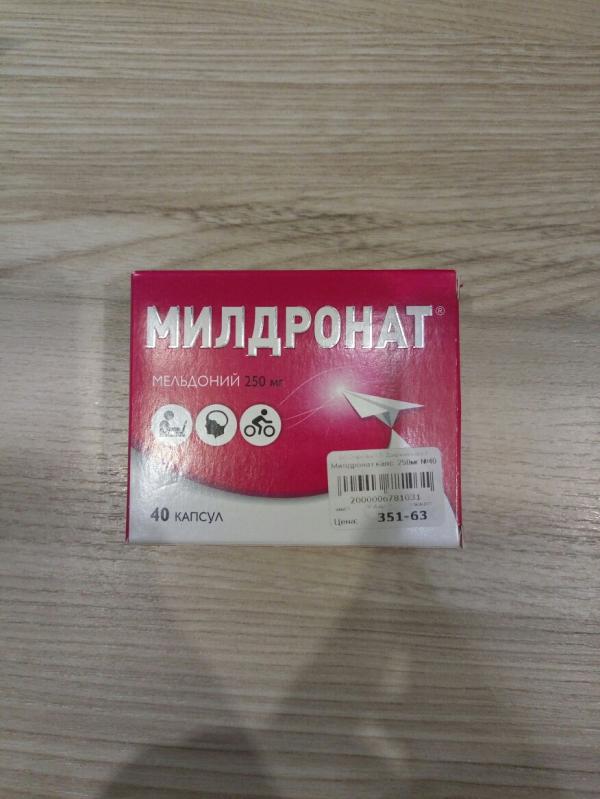 МИЛДРОНАТ®
МЕЛЬДОНИЙ 250 мг
Милдронат капс. 250мг №40
2000006781031
Цена: 351-63
40 КАПСУЛ